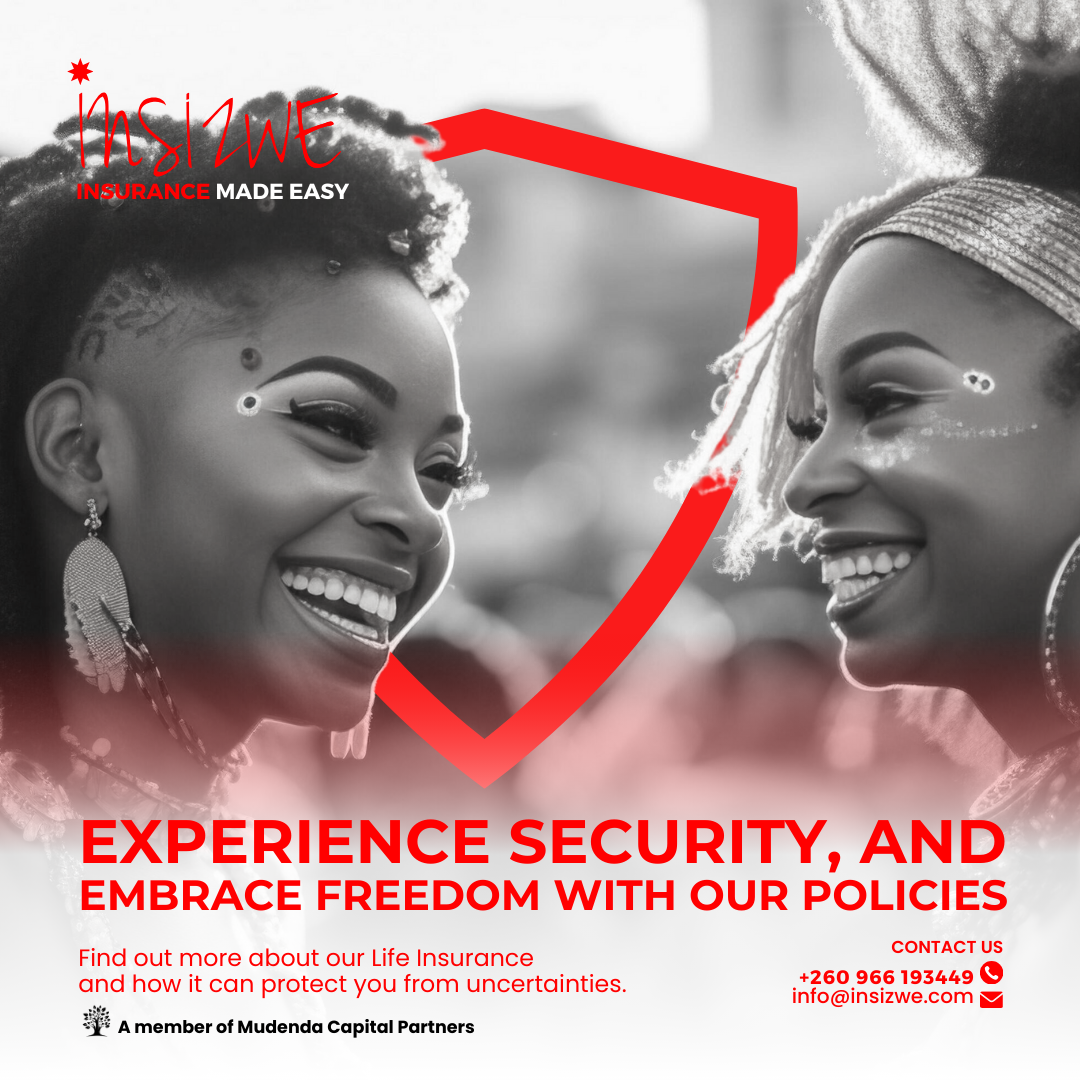 insizwe
INSURANCE MADE EASY
EXPERIENCE SECURITY, AND
EMBRACE FREEDOM WITH OUR POLICIES
Find out more about our Life Insurance
and how it can protect you from uncertainties.
A member of Mudenda Capital Partners
CONTACT US
+260 966 193449
info@insizwe.com